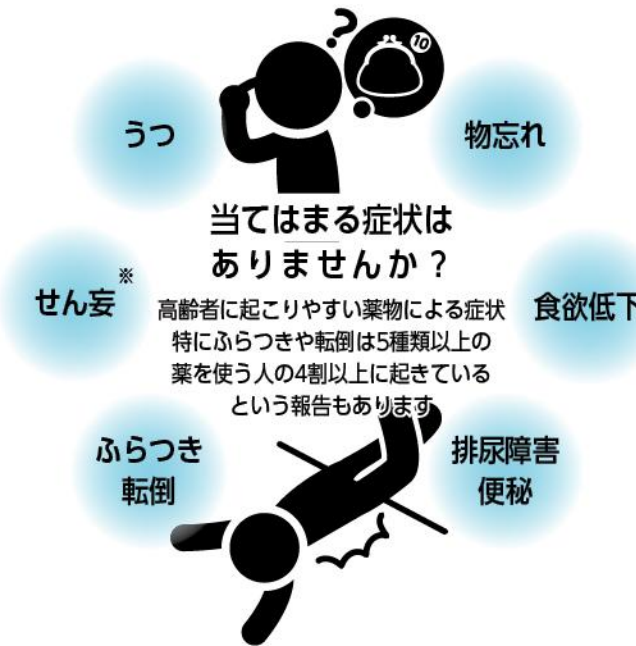 ⑩
うつ
物忘れ
当てはまる症状は
ありませんか？
せん妄※
高齢者に起こりやすい薬物による症状
特にふらつきや転倒は5種類以上の
薬を使う人の4割以上に起きている
という報告もあります
食欲低下
ふらつき
転倒
排尿障害
便秘